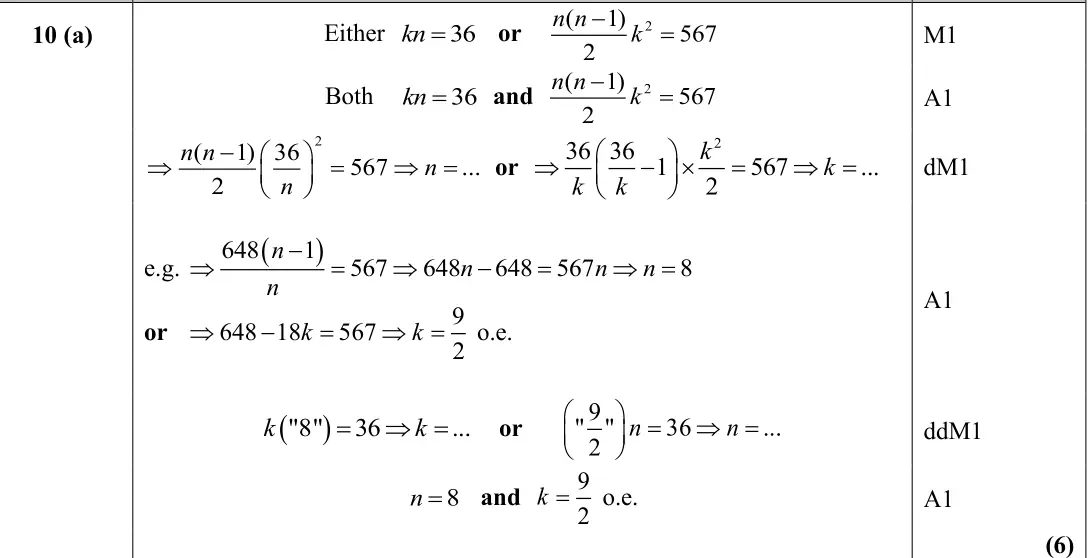 10 (a) Either kn = 36 or n(n − 1)/2 k² = 567 M1
Both kn = 36 and n(n − 1)/2 k² = 567 A1
⇒ n(n − 1)/2 (36/n)² = 567 ⇒ n = ... or ⇒ 36/k (36/k − 1) × k²/2 = 567 ⇒ k = ... dM1
e.g. ⇒ 648(n − 1)/n = 567 ⇒ 648n − 648 = 567n ⇒ n = 8
A1
or ⇒ 648 − 18k = 567 ⇒ k = 9/2 o.e.
k("8") = 36 ⇒ k = ... or ("9/2")n = 36 ⇒ n = ... ddM1
n = 8 and k = 9/2 o.e. A1
(6)